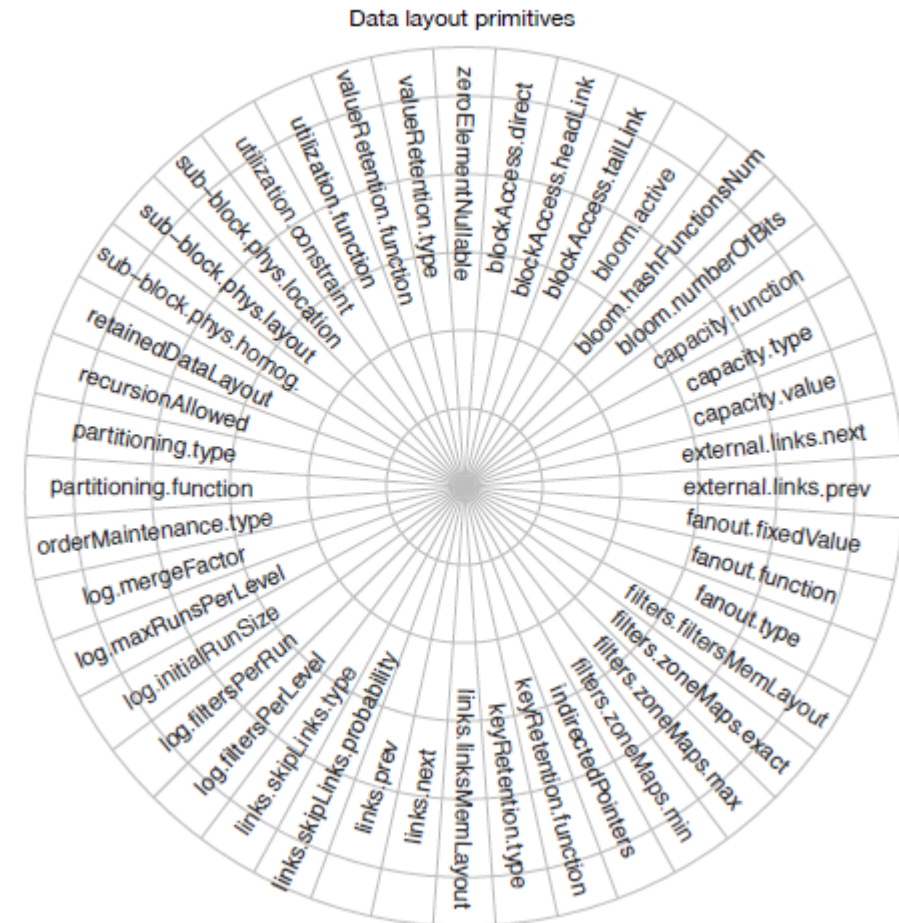 Data layout primitives
zeroElementNullable
blockAccess.direct
blockAccess.headLink
blockAccess.tailLink
bloom.active
bloom.hashFunctionsNum
bloom.numberOfBits
capacity.function
capacity.type
capacity.value
external.links.next
external.links.prev
fanout.fixedValue
fanout.function
fanout.type
filters.filtersMemLayout
filters.zoneMaps.exact
filters.zoneMaps.max
filters.zoneMaps.min
indirectedPointers
keyRetention.function
keyRetention.type
links.linksMemLayout
links.next
links.prev
links.skipLinks.probability
links.skipLinks.type
log.filtersPerLevel
log.filtersPerRun
log.initialRunSize
log.maxRunsPerLevel
log.mergeFactor
orderMaintenance.type
partitioning.function
partitioning.type
recursionAllowed
retainedDataLayout
sub-block.phys.homog.
sub-block.phys.layout
sub-block.phys.location
utilization.constraint
utilization.function
valueRetention.function
valueRetention.type